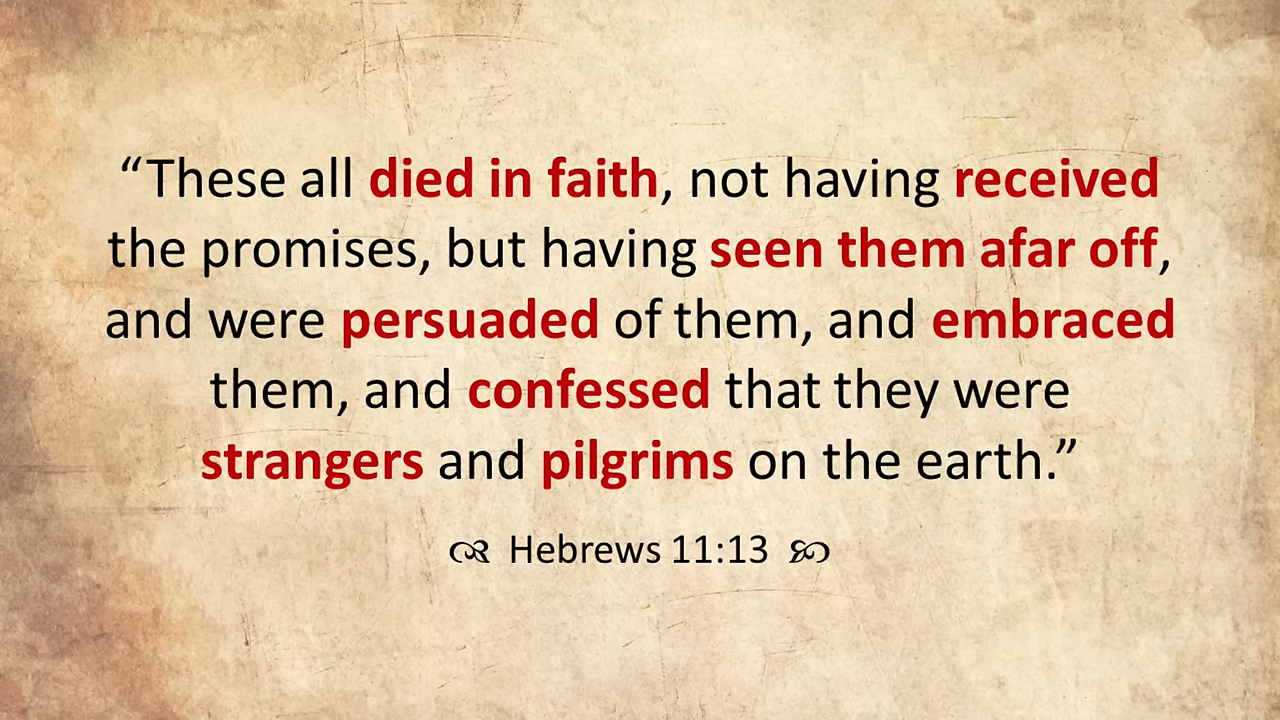 “These all died in faith, not having received
the promises, but having seen them afar off,
and were persuaded of them, and embraced
them, and confessed that they were
strangers and pilgrims on the earth.”
Hebrews 11:13